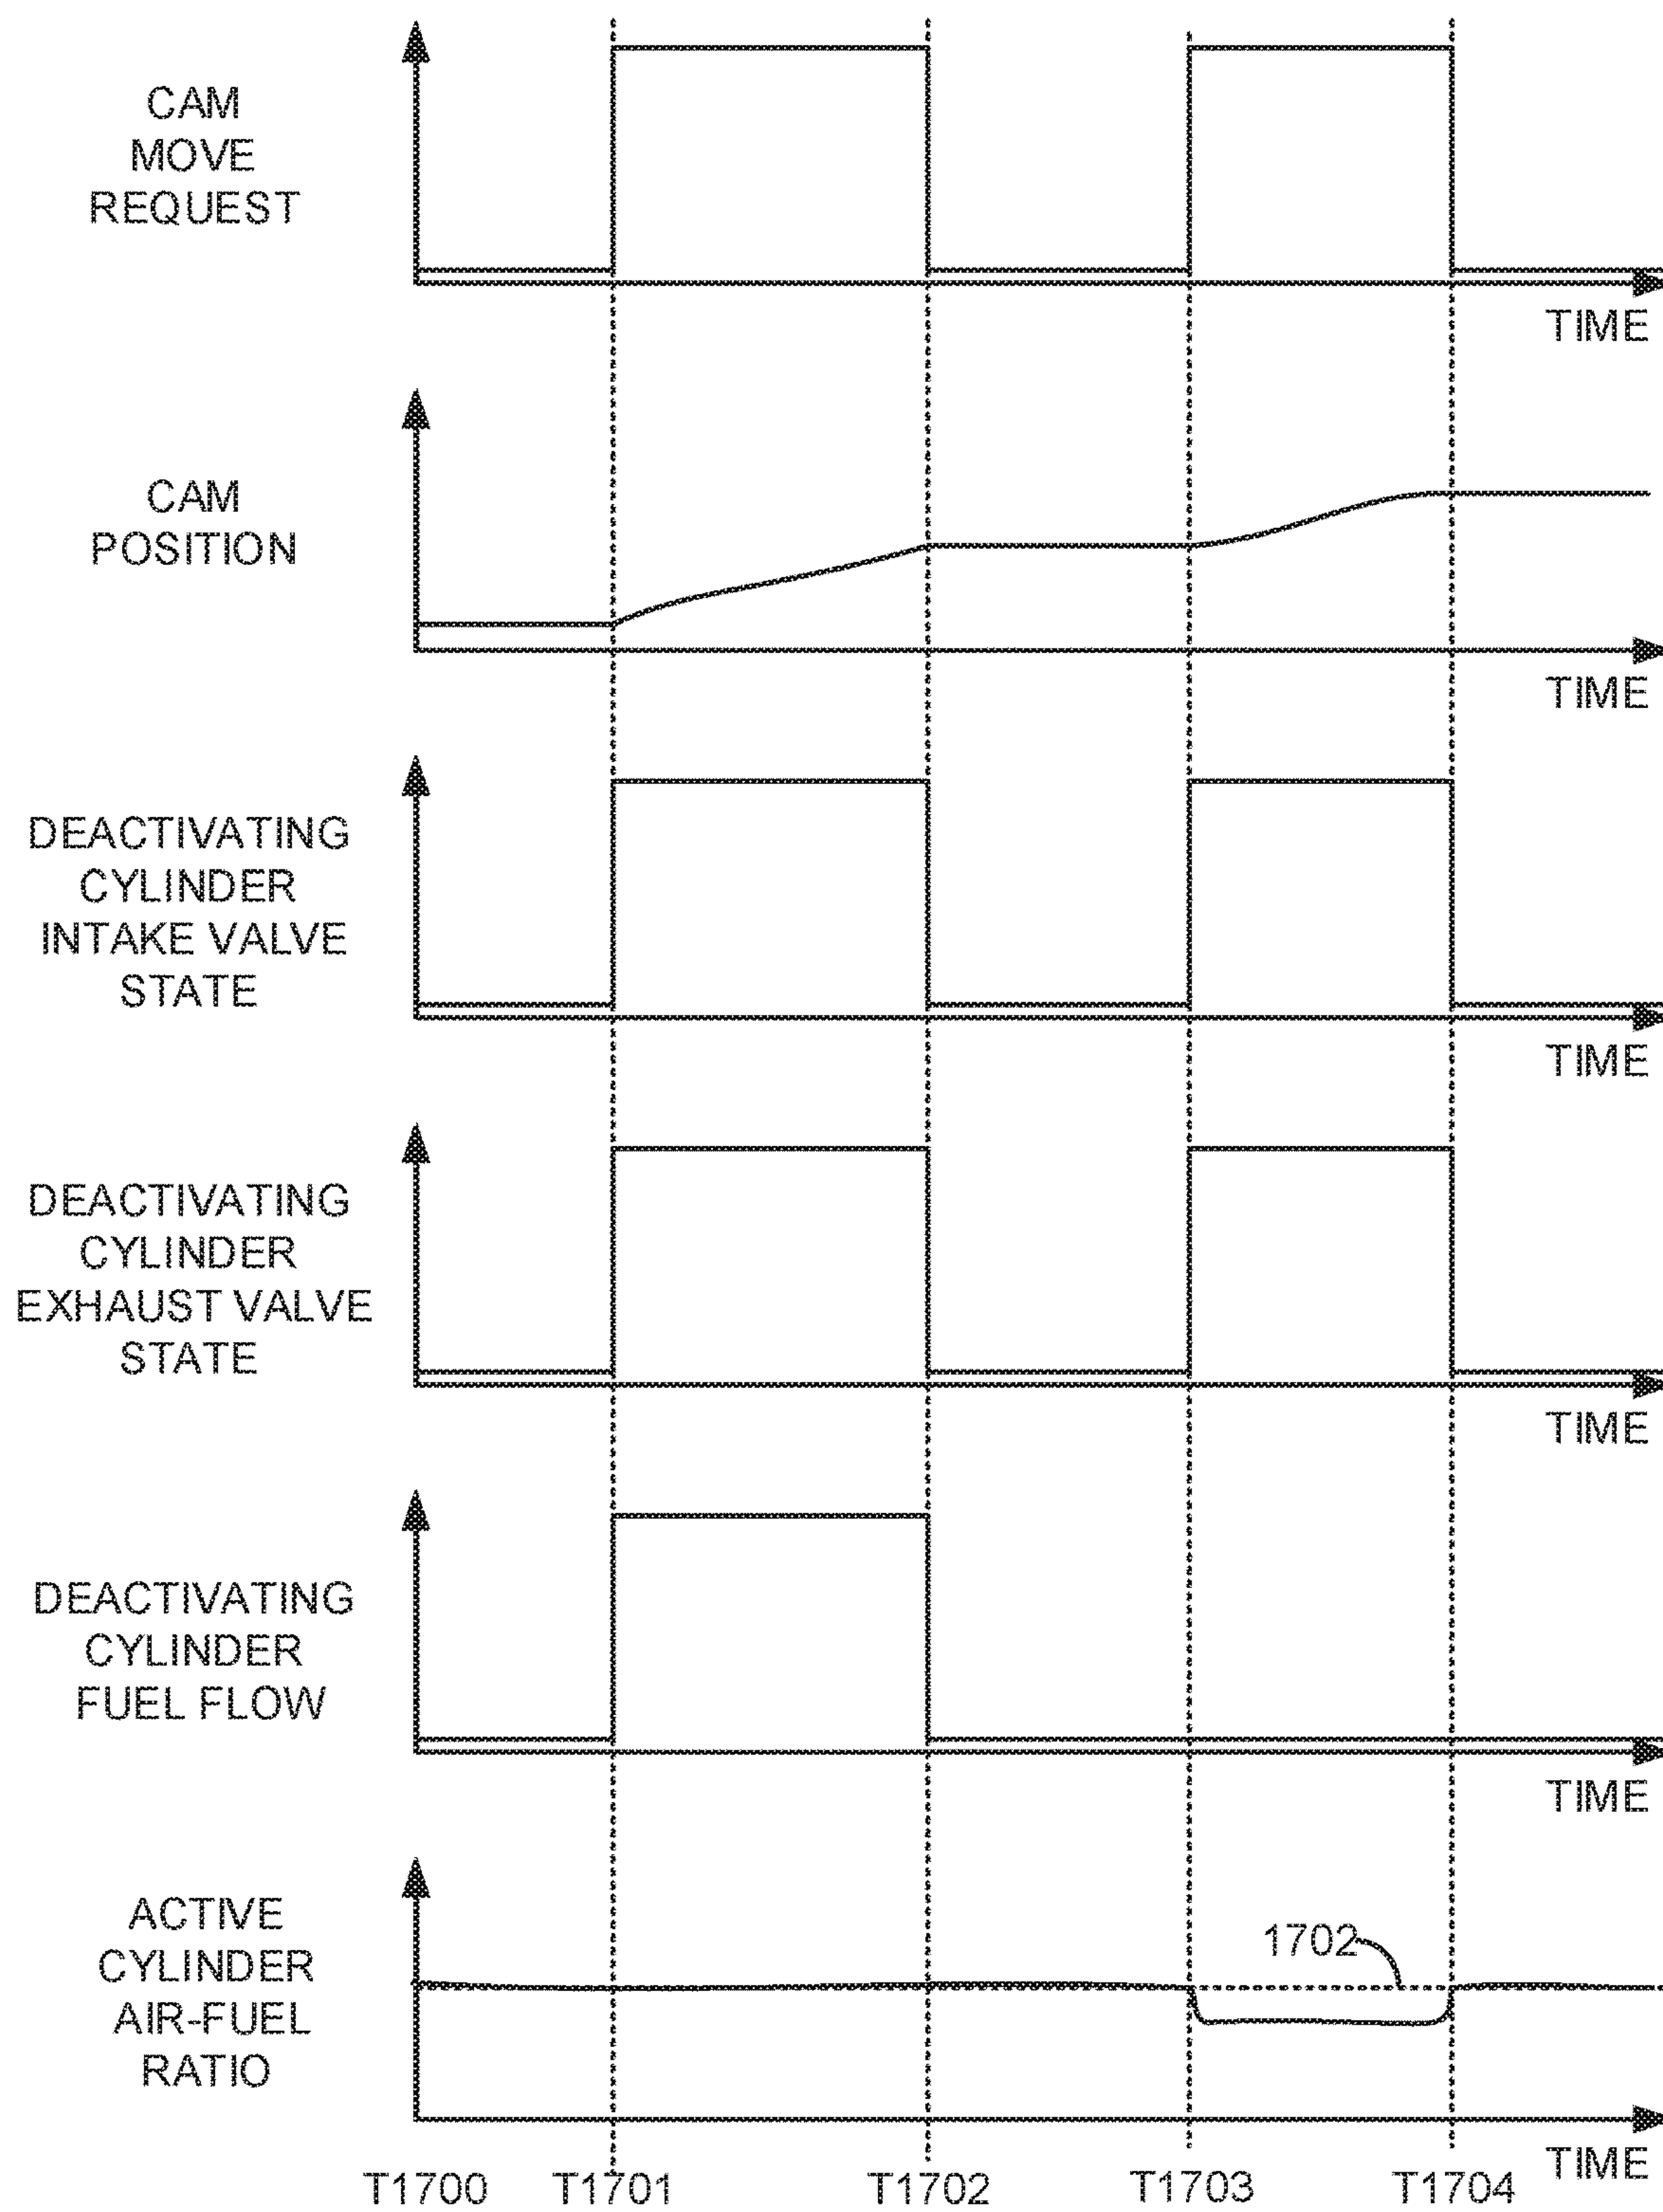 CAM
MOVE
REQUEST
TIME
CAM
POSITION
TIME
DEACTIVATING
CYLINDER
INTAKE VALVE
STATE
TIME
DEACTIVATING
CYLINDER
EXHAUST VALVE
STATE
TIME
DEACTIVATING
CYLINDER
FUEL FLOW
TIME
ACTIVE
CYLINDER
AIR-FUEL
RATIO
1702
TIME
T1700 T1701 T1702 T1703 T1704